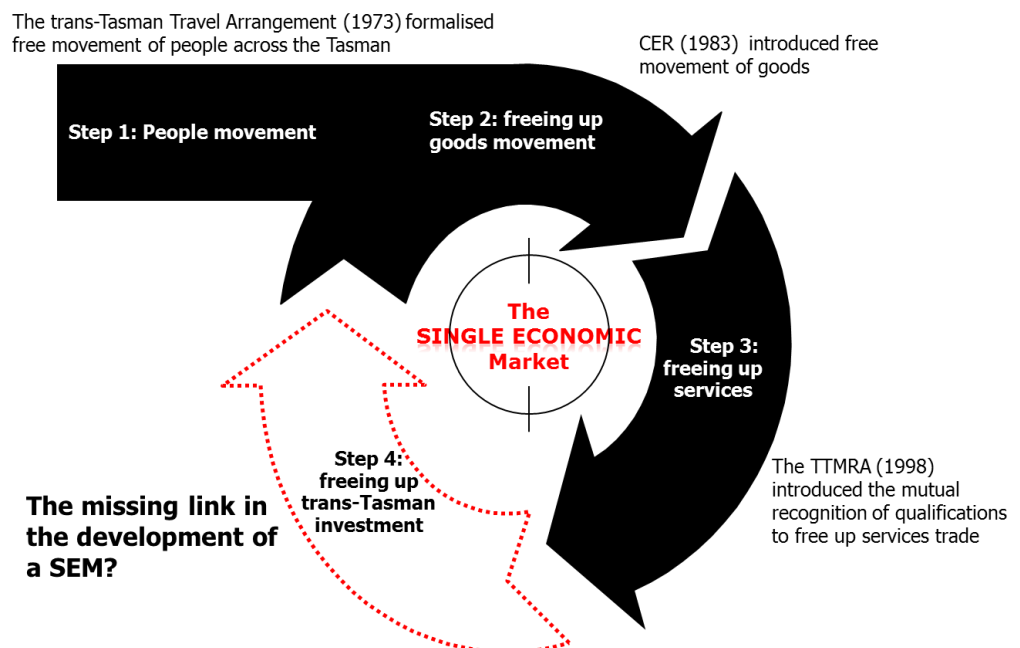 The trans-Tasman Travel Arrangement (1973) formalised
free movement of people across the Tasman
CER (1983) introduced free
movement of goods
Step 1: People movement
Step 2: freeing up
goods movement
The
SINGLE ECONOMIC
Market
Step 3:
freeing up
services
Step 4:
freeing up
trans-Tasman
investment
The missing link in
the development of
a SEM?
The TTMRA (1998)
introduced the mutual
recognition of qualifications
to free up services trade